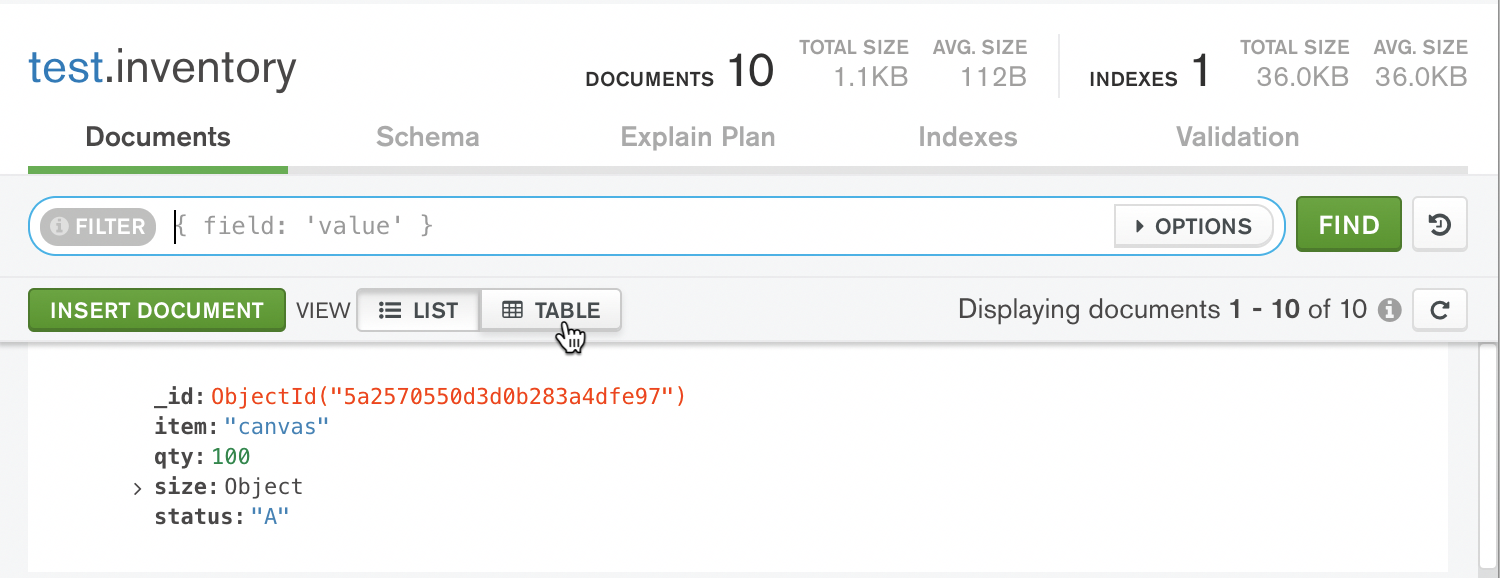 test.inventory
DOCUMENTS 10
TOTAL SIZE AVG. SIZE
1.1KB 112B
INDEXES 1
TOTAL SIZE AVG. SIZE
36.0KB 36.0KB
Documents Schema Explain Plan Indexes Validation
FILTER { field: 'value' } OPTIONS FIND
INSERT DOCUMENT VIEW LIST TABLE Displaying documents 1 - 10 of 10
_id: ObjectId("5a2570550d3d0b283a4dfe97")
item: "canvas"
qty: 100
size: Object
status: "A"